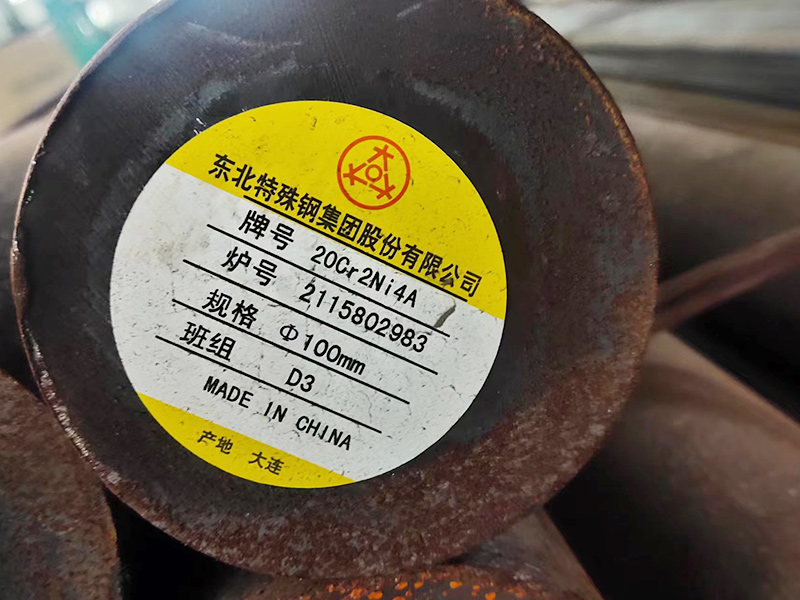 东北特殊钢集团股份有限公司
牌号 20Cr2Ni4A
炉号 2115802983
规格 Φ100mm
班组 D3
MADE IN CHINA
产地 大连